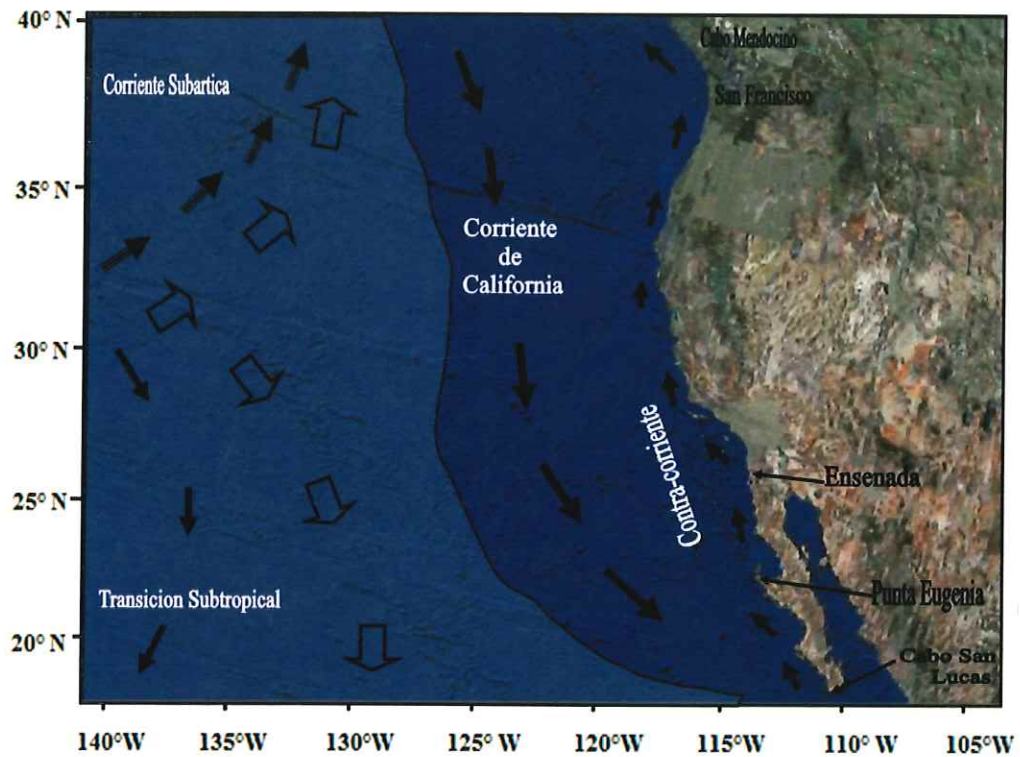 40° N
35° N
30° N
25° N
20° N
Corriente Subartica
Cabo Mendocino
San Francisco
Corriente
de
California
Contra-corriente
Ensenada
Punta Eugenia
Transicion Subtropical
Cabo San
Lucas
140°W
135°W
130°W
125°W
120°W
115°W
110° W
105°W